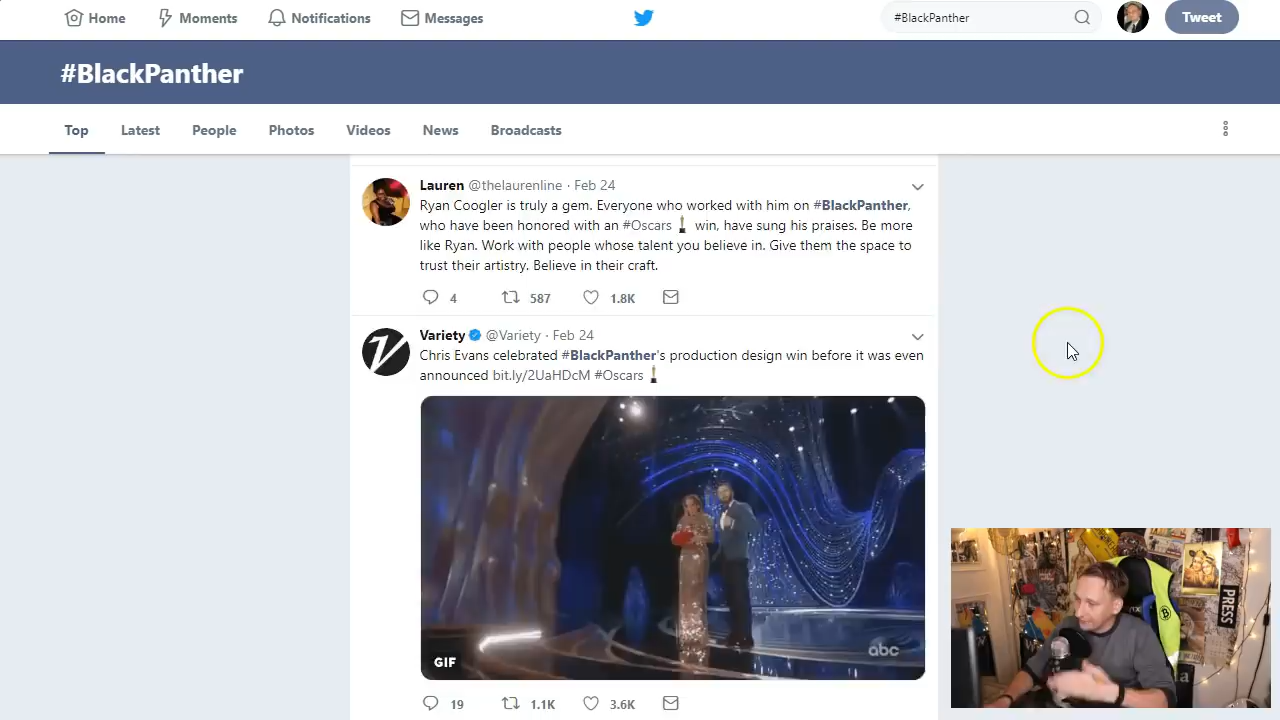 Home Moments Notifications Messages #BlackPanther Tweet
#BlackPanther
Top Latest People Photos Videos News Broadcasts
Lauren @thelaurenline · Feb 24
Ryan Coogler is truly a gem. Everyone who worked with him on #BlackPanther,
who have been honored with an #Oscars win, have sung his praises. Be more
like Ryan. Work with people whose talent you believe in. Give them the space to
trust their artistry. Believe in their craft.
4 587 1.8K
Variety @Variety · Feb 24
Chris Evans celebrated #BlackPanther's production design win before it was even
announced bit.ly/2UaHDcM #Oscars
abc
GIF
PRESS
19 1.1K 3.6K